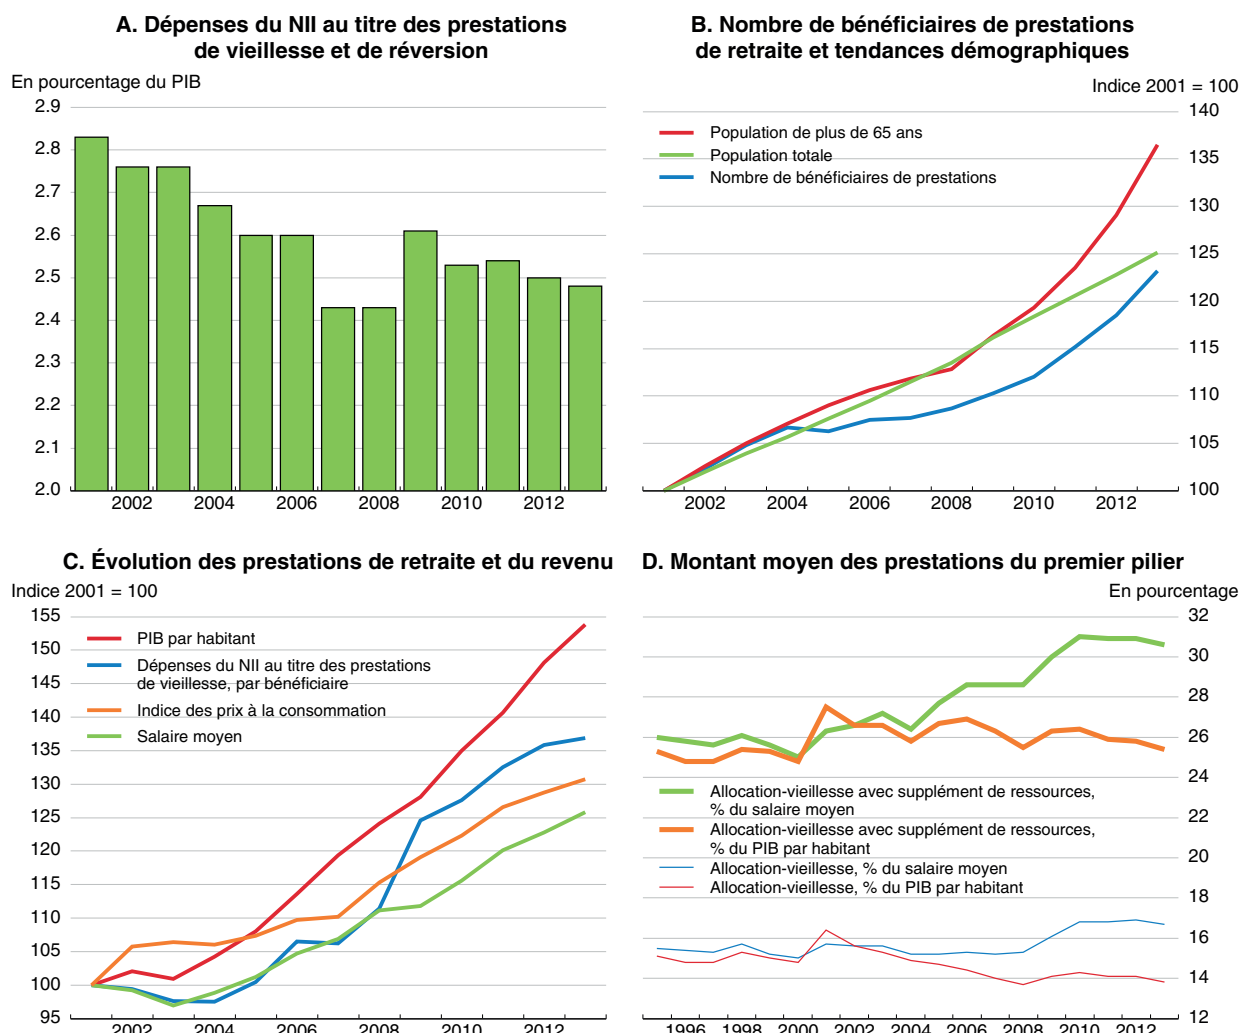 A. Dépenses du NII au titre des prestations
de vieillesse et de réversion
En pourcentage du PIB
2.9
2.8
2.7
2.6
2.5
2.4
2.3
2.2
2.1
2.0
2002 2004 2006 2008 2010 2012
B. Nombre de bénéficiaires de prestations
de retraite et tendances démographiques
Indice 2001 = 100
Population de plus de 65 ans
Population totale
Nombre de bénéficiaires de prestations
140
135
130
125
120
115
110
105
100
2002 2004 2006 2008 2010 2012
C. Évolution des prestations de retraite et du revenu
Indice 2001 = 100
155
150
145
140
135
130
125
120
115
110
105
100
95
PIB par habitant
Dépenses du NII au titre des prestations
de vieillesse, par bénéficiaire
Indice des prix à la consommation
Salaire moyen
2002 2004 2006 2008 2010 2012
D. Montant moyen des prestations du premier pilier
En pourcentage
32
30
28
26
24
22
20
18
16
14
12
Allocation-vieillesse avec supplément de ressources,
% du salaire moyen
Allocation-vieillesse avec supplément de ressources,
% du PIB par habitant
Allocation-vieillesse, % du salaire moyen
Allocation-vieillesse, % du PIB par habitant
1996 1998 2000 2002 2004 2006 2008 2010 2012